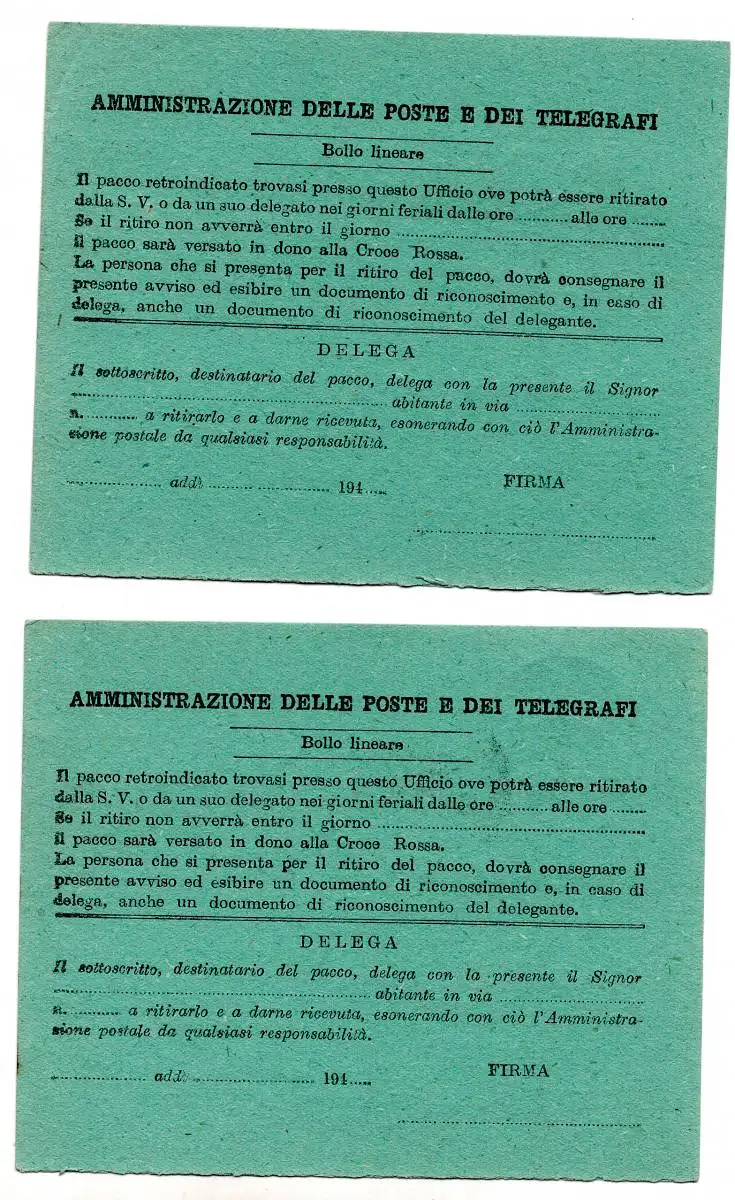 AMMINISTRAZIONE DELLE POSTE E DEI TELEGRAFI
Bollo lineare
Il pacco retroindicato trovasi presso questo Ufficio ove potrà essere ritirato
dalla S. V. o da un suo delegato nei giorni feriali dalle ore ........... alle ore .......
Se il ritiro non avverrà entro il giorno ............................................................
Il pacco sarà versato in dono alla Croce Rossa.
La persona che si presenta per il ritiro del pacco, dovrà consegnare il
presente avviso ed esibire un documento di riconoscimento e, in caso di
delega, anche un documento di riconoscimento del delegante.
DELEGA
Il sottoscritto, destinatario del pacco, delega con la presente il Signor
.................................................................. abitante in via ..............................
n. ........... a ritirarlo e a darne ricevuta, esonerando con ciò l'Amministra-
zione postale da qualsiasi responsabilità.
.................... addì ........................... 194 ..... FIRMA
..................................................
AMMINISTRAZIONE DELLE POSTE E DEI TELEGRAFI
Bollo lineare
Il pacco retroindicato trovasi presso questo Ufficio ove potrà essere ritirato
dalla S. V. o da un suo delegato nei giorni feriali dalle ore ........... alle ore .......
Se il ritiro non avverrà entro il giorno ............................................................
Il pacco sarà versato in dono alla Croce Rossa.
La persona che si presenta per il ritiro del pacco, dovrà consegnare il
presente avviso ed esibire un documento di riconoscimento e, in caso di
delega, anche un documento di riconoscimento del delegante.
DELEGA
Il sottoscritto, destinatario del pacco, delega con la presente il Signor
.................................................................. abitante in via ..............................
n. ........... a ritirarlo e a darne ricevuta, esonerando con ciò l'Amministra-
zione postale da qualsiasi responsabilità.
.................... addì ........................... 194 ..... FIRMA
..................................................